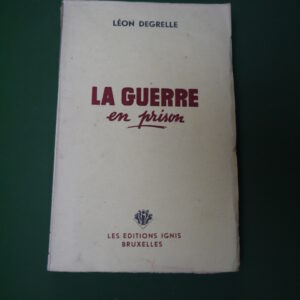 LÉON DEGRELLE
LA GUERRE
en prison
LES EDITIONS IGNIS
BRUXELLES